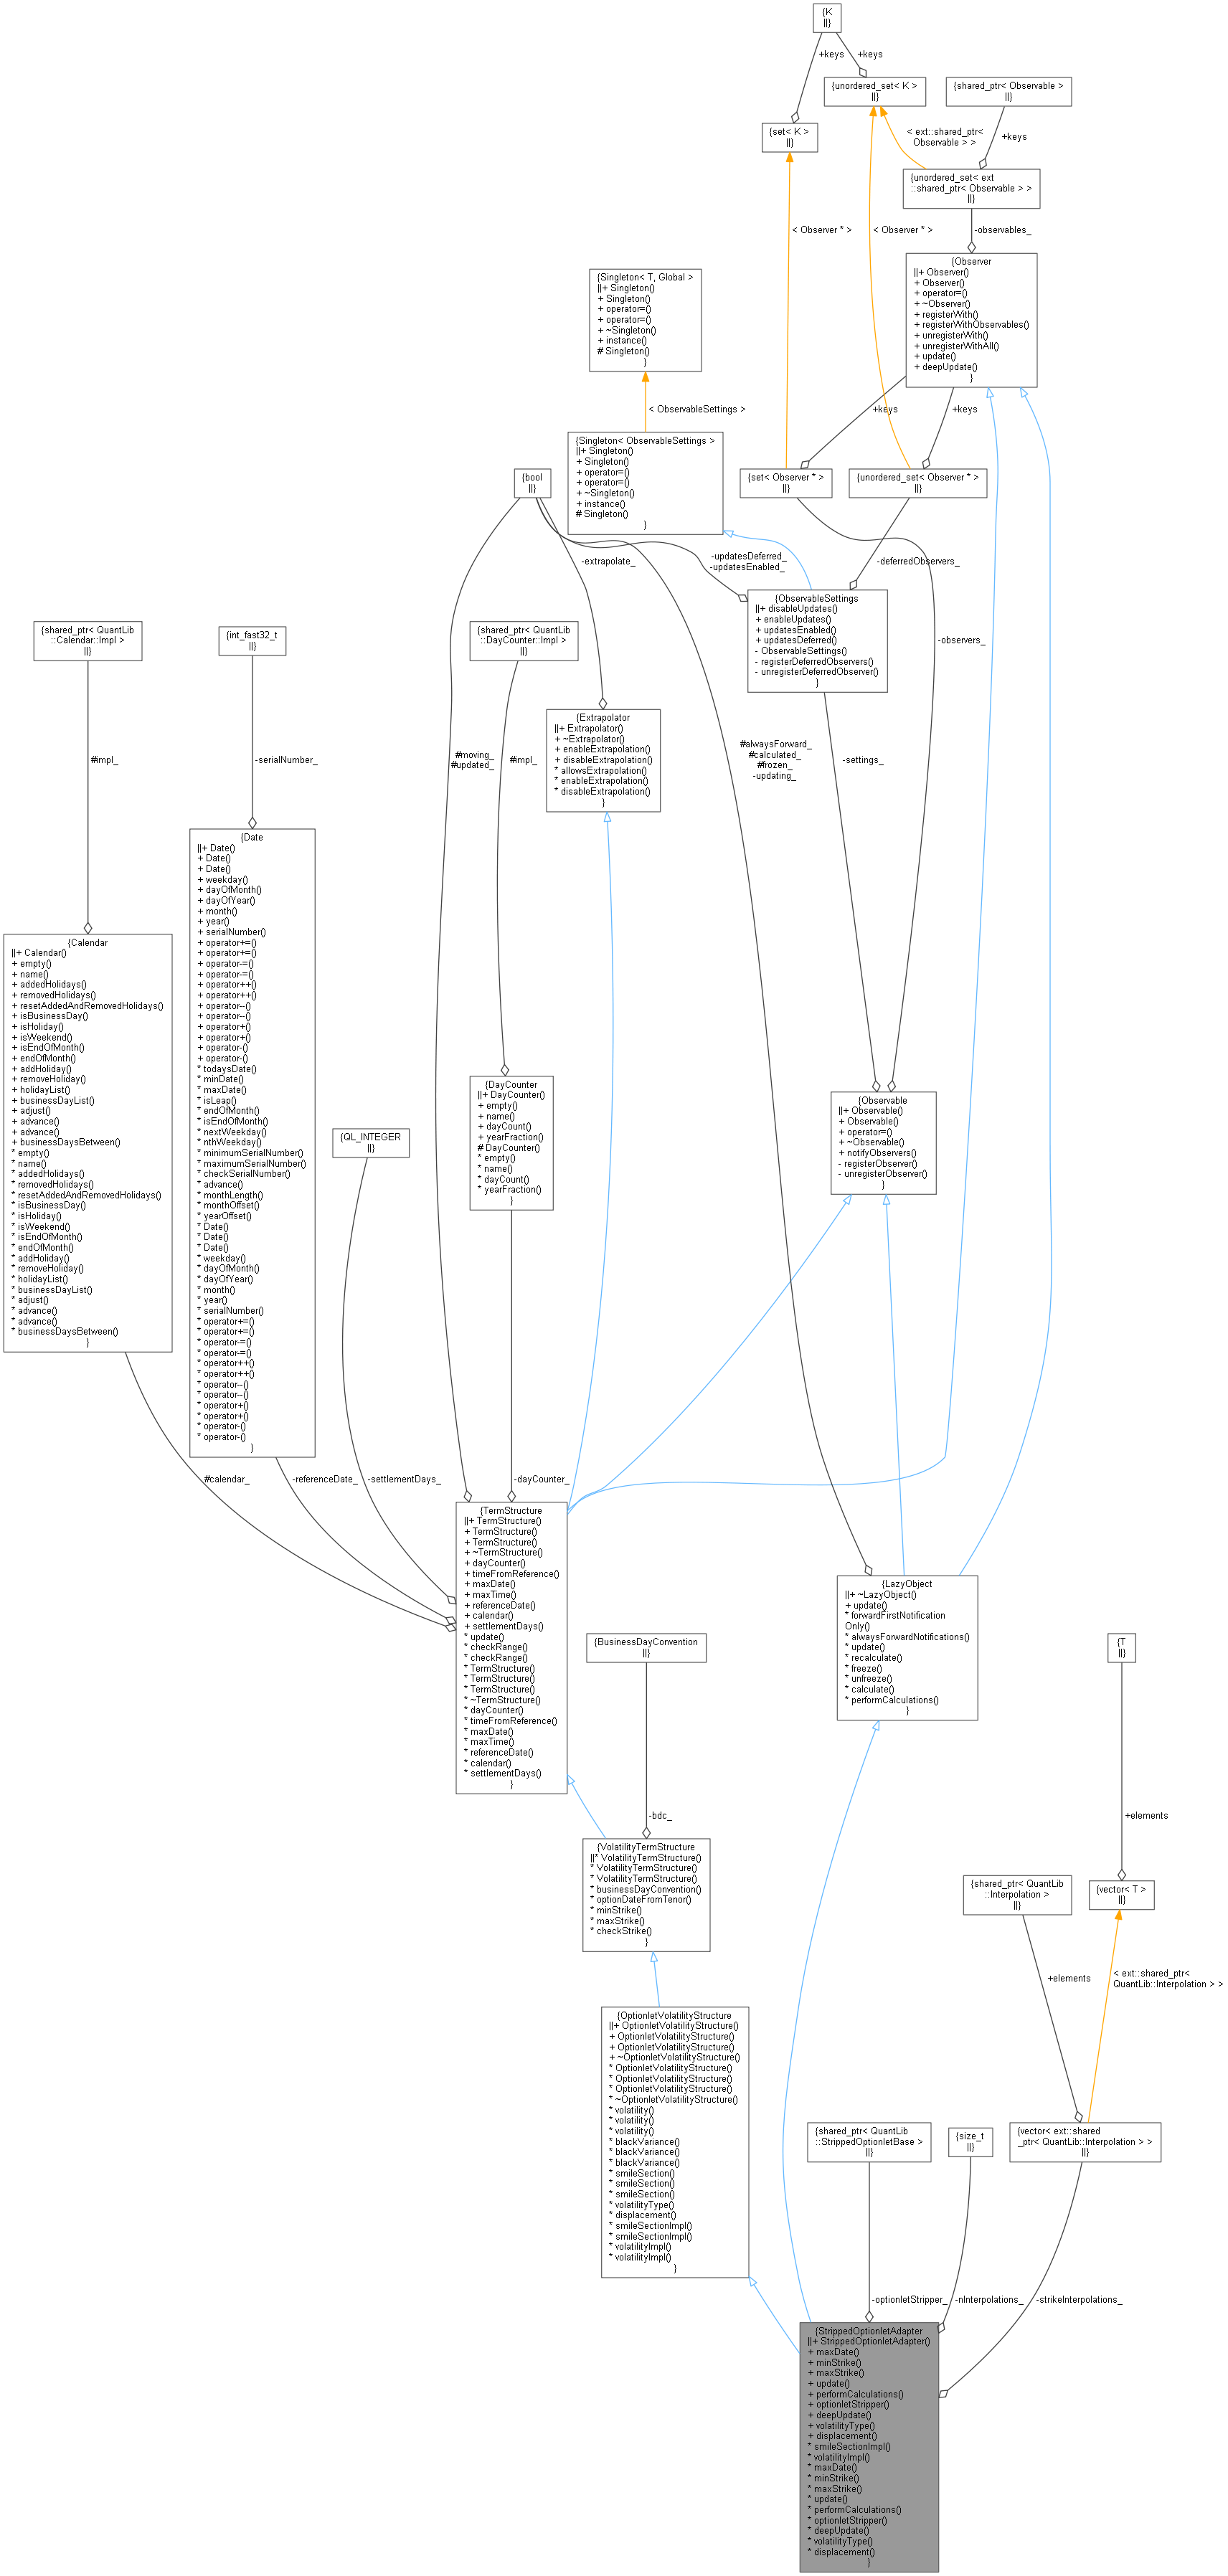 {K
||}
+keys
+keys
{unordered_set< K >
||}
{shared_ptr< Observable >
||}
{set< K >
||}
< ext::shared_ptr<
Observable > >
+keys
{unordered_set< ext
::shared_ptr< Observable > >
||}
< Observer * >
< Observer * >
-observables_
{Observer
||+ Observer()
+ Observer()
+ operator=()
+ ~Observer()
+ registerWith()
+ registerWithObservables()
+ unregisterWith()
+ unregisterWithAll()
+ update()
+ deepUpdate()
}
{Singleton< T, Global >
||+ Singleton()
+ Singleton()
+ operator=()
+ operator=()
+ ~Singleton()
+ instance()
# Singleton()
}
< ObservableSettings >
+keys
+keys
{Singleton< ObservableSettings >
||+ Singleton()
+ Singleton()
+ operator=()
+ operator=()
+ ~Singleton()
+ instance()
# Singleton()
}
{bool
||}
{set< Observer * >
||}
{unordered_set< Observer * >
||}
-extrapolate_
-updatesDeferred_
-updatesEnabled_
-deferredObservers_
{ObservableSettings
||+ disableUpdates()
+ enableUpdates()
+ updatesEnabled()
+ updatesDeferred()
- ObservableSettings()
- registerDeferredObservers()
- unregisterDeferredObserver()
}
-observers_
{shared_ptr< QuantLib
::Calendar::Impl >
||}
{int_fast32_t
||}
{shared_ptr< QuantLib
::DayCounter::Impl >
||}
{Extrapolator
||+ Extrapolator()
+ ~Extrapolator()
+ enableExtrapolation()
+ disableExtrapolation()
* allowsExtrapolation()
* enableExtrapolation()
* disableExtrapolation()
}
#impl_
-serialNumber_
#moving_
#updated_
#impl_
#alwaysForward_
#calculated_
#frozen_
-updating_
-settings_
{Date
||+ Date()
+ Date()
+ Date()
+ weekday()
+ dayOfMonth()
+ dayOfYear()
+ month()
+ year()
+ serialNumber()
+ operator+=()
+ operator+=()
+ operator-=()
+ operator-=()
+ operator++()
+ operator++()
+ operator--()
+ operator--()
+ operator+()
+ operator+()
+ operator-()
+ operator-()
* todaysDate()
* minDate()
* maxDate()
* isLeap()
* endOfMonth()
* isEndOfMonth()
* nextWeekday()
* nthWeekday()
* minimumSerialNumber()
* maximumSerialNumber()
* checkSerialNumber()
* advance()
* monthLength()
* monthOffset()
* yearOffset()
* Date()
* Date()
* Date()
* weekday()
* dayOfMonth()
* dayOfYear()
* month()
* year()
* serialNumber()
* operator+=()
* operator+=()
* operator-=()
* operator-=()
* operator++()
* operator++()
* operator--()
* operator--()
* operator+()
* operator+()
* operator-()
* operator-()
}
{Calendar
||+ Calendar()
+ empty()
+ name()
+ addedHolidays()
+ removedHolidays()
+ resetAddedAndRemovedHolidays()
+ isBusinessDay()
+ isHoliday()
+ isWeekend()
+ isEndOfMonth()
+ endOfMonth()
+ addHoliday()
+ removeHoliday()
+ holidayList()
+ businessDayList()
+ adjust()
+ advance()
+ advance()
+ businessDaysBetween()
* empty()
* name()
* addedHolidays()
* removedHolidays()
* resetAddedAndRemovedHolidays()
* isBusinessDay()
* isHoliday()
* isWeekend()
* isEndOfMonth()
* endOfMonth()
* addHoliday()
* removeHoliday()
* holidayList()
* businessDayList()
* adjust()
* advance()
* advance()
* businessDaysBetween()
}
{DayCounter
||+ DayCounter()
+ empty()
+ name()
+ dayCount()
+ yearFraction()
# DayCounter()
* empty()
* name()
* dayCount()
* yearFraction()
}
{Observable
||+ Observable()
+ Observable()
+ operator=()
+ ~Observable()
+ notifyObservers()
- registerObserver()
- unregisterObserver()
}
{QL_INTEGER
||}
#calendar_
-referenceDate_
-settlementDays_
-dayCounter_
{TermStructure
||+ TermStructure()
+ TermStructure()
+ TermStructure()
+ ~TermStructure()
+ dayCounter()
+ timeFromReference()
+ maxDate()
+ maxTime()
+ referenceDate()
+ calendar()
+ settlementDays()
* update()
* checkRange()
* checkRange()
* TermStructure()
* TermStructure()
* TermStructure()
* ~TermStructure()
* dayCounter()
* timeFromReference()
* maxDate()
* maxTime()
* referenceDate()
* calendar()
* settlementDays()
}
{LazyObject
||+ ~LazyObject()
+ update()
* forwardFirstNotification
Only()
* alwaysForwardNotifications()
* update()
* recalculate()
* freeze()
* unfreeze()
* calculate()
* performCalculations()
}
{BusinessDayConvention
||}
{T
||}
-bdc_
+elements
{VolatilityTermStructure
||* VolatilityTermStructure()
* VolatilityTermStructure()
* VolatilityTermStructure()
* businessDayConvention()
* optionDateFromTenor()
* minStrike()
* maxStrike()
* checkStrike()
}
{shared_ptr< QuantLib
::Interpolation >
||}
{vector< T >
||}
+elements
< ext::shared_ptr<
QuantLib::Interpolation > >
{OptionletVolatilityStructure
||+ OptionletVolatilityStructure()
+ OptionletVolatilityStructure()
+ OptionletVolatilityStructure()
+ ~OptionletVolatilityStructure()
* OptionletVolatilityStructure()
* OptionletVolatilityStructure()
* OptionletVolatilityStructure()
* ~OptionletVolatilityStructure()
* volatility()
* volatility()
* volatility()
* blackVariance()
* blackVariance()
* blackVariance()
* smileSection()
* smileSection()
* smileSection()
* volatilityType()
* displacement()
* smileSectionImpl()
* smileSectionImpl()
* volatilityImpl()
* volatilityImpl()
}
{shared_ptr< QuantLib
::StrippedOptionletBase >
||}
{size_t
||}
{vector< ext::shared
_ptr< QuantLib::Interpolation > >
||}
-optionletStripper_
-nInterpolations_
-strikeInterpolations_
{StrippedOptionletAdapter
||+ StrippedOptionletAdapter()
+ maxDate()
+ minStrike()
+ maxStrike()
+ update()
+ performCalculations()
+ optionletStripper()
+ deepUpdate()
+ volatilityType()
+ displacement()
* smileSectionImpl()
* volatilityImpl()
* maxDate()
* minStrike()
* maxStrike()
* update()
* performCalculations()
* optionletStripper()
* deepUpdate()
* volatilityType()
* displacement()
}